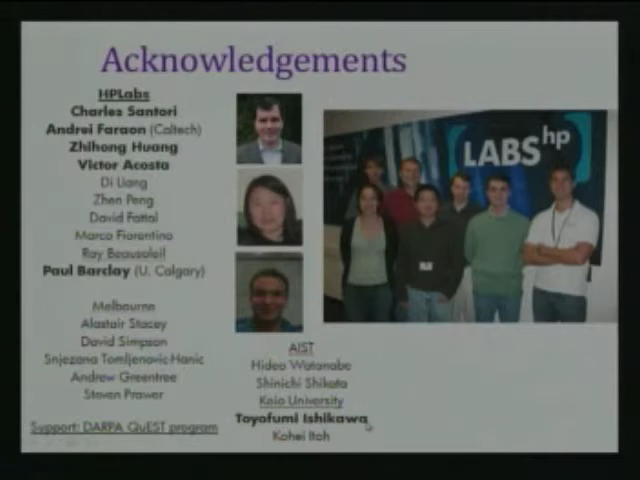 Acknowledgements
HPLabs
Charles Santori
Andrei Faraon (Caltech)
Zhihong Huang
Victor Acosta
Di Liang
Zhen Peng
David Fattal
Marco Fiorentino
Ray Beausoleil
Paul Barclay (U. Calgary)
Melbourne
Alastair Stacey
David Simpson
Snjezana Tomljenovic-Hanic
Andrew Greentree
Steven Prawer
Support: DARPA QuEST program
AIST
Hideo Watanabe
Shinichi Shikata
Keio University
Toyofumi Ishikawa
Kohei Itoh
LABS hp